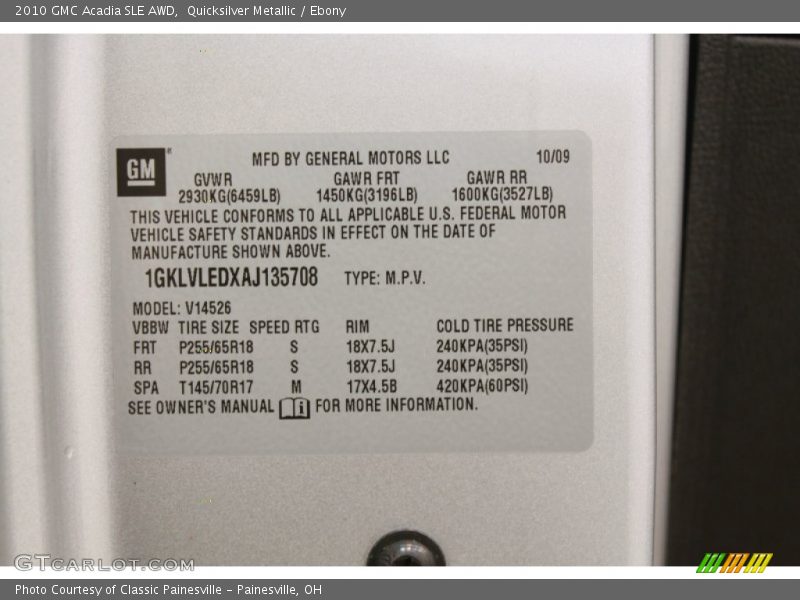 2010 GMC Acadia SLE AWD,  Quicksilver Metallic / Ebony
GM
MFD BY GENERAL MOTORS LLC 10/09
GVWR GAWR FRT GAWR RR
2930KG(6459LB) 1450KG(3196LB) 1600KG(3527LB)
THIS VEHICLE CONFORMS TO ALL APPLICABLE U.S. FEDERAL MOTOR
VEHICLE SAFETY STANDARDS IN EFFECT ON THE DATE OF
MANUFACTURE SHOWN ABOVE.
1GKLVLEDXAJ135708 TYPE: M.P.V.
MODEL: V14526
VBBW TIRE SIZE SPEED RTG RIM COLD TIRE PRESSURE
FRT P255/65R18 S 18X7.5J 240KPA(35PSI)
RR P255/65R18 S 18X7.5J 240KPA(35PSI)
SPA T145/70R17 M 17X4.5B 420KPA(60PSI)
SEE OWNER'S MANUAL i FOR MORE INFORMATION.
GTCARLOT.COM
Photo Courtesy of Classic Painesville - Painesville, OH